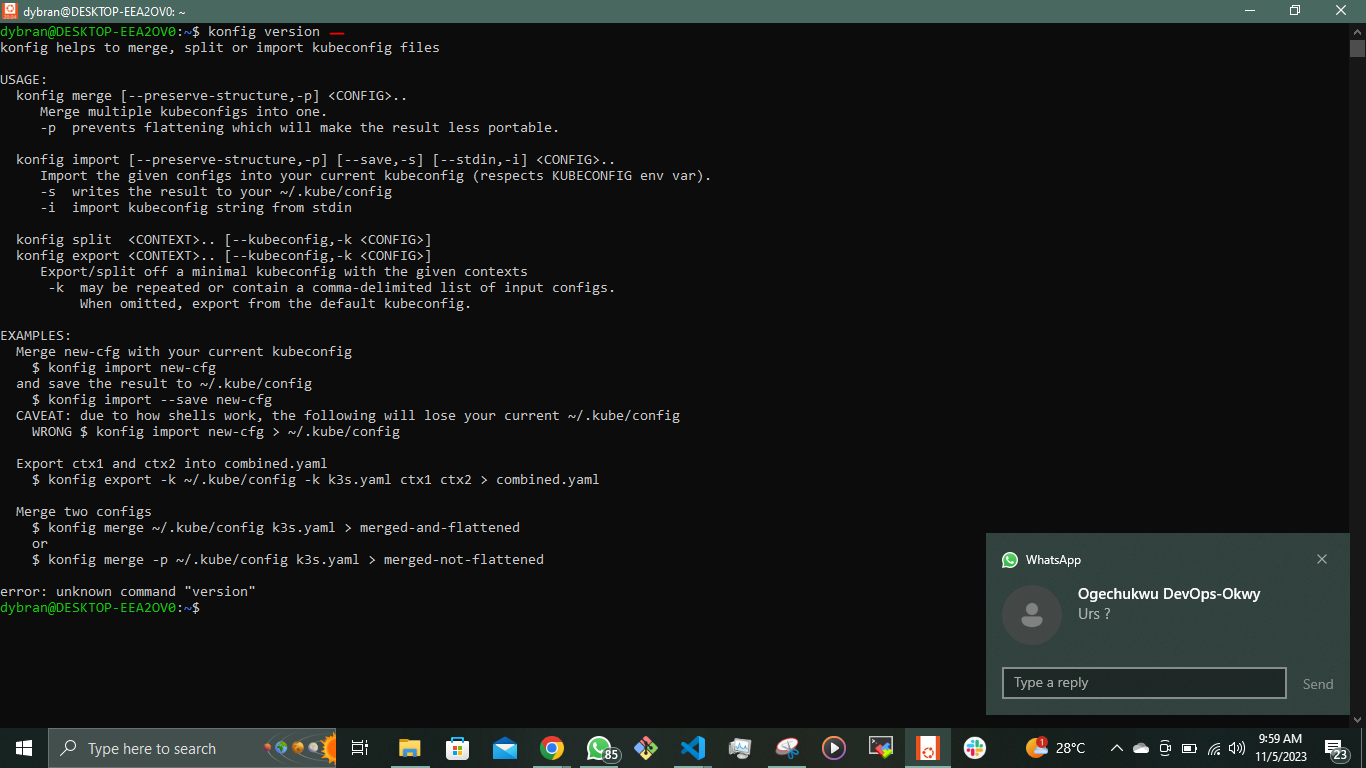 dybran@DESKTOP-EEA2OV0: ~
dybran@DESKTOP-EEA2OV0:~$ konfig version
konfig helps to merge, split or import kubeconfig files
USAGE:
konfig merge [--preserve-structure,-p] <CONFIG>..
Merge multiple kubeconfigs into one.
-p prevents flattening which will make the result less portable.
konfig import [--preserve-structure,-p] [--save,-s] [--stdin,-i] <CONFIG>..
Import the given configs into your current kubeconfig (respects KUBECONFIG env var).
-s writes the result to your ~/.kube/config
-i import kubeconfig string from stdin
konfig split <CONTEXT>.. [--kubeconfig,-k <CONFIG>]
konfig export <CONTEXT>.. [--kubeconfig,-k <CONFIG>]
Export/split off a minimal kubeconfig with the given contexts
-k may be repeated or contain a comma-delimited list of input configs.
When omitted, export from the default kubeconfig.
EXAMPLES:
Merge new-cfg with your current kubeconfig
$ konfig import new-cfg
and save the result to ~/.kube/config
$ konfig import --save new-cfg
CAVEAT: due to how shells work, the following will lose your current ~/.kube/config
WRONG $ konfig import new-cfg > ~/.kube/config
Export ctx1 and ctx2 into combined.yaml
$ konfig export -k ~/.kube/config -k k3s.yaml ctx1 ctx2 > combined.yaml
Merge two configs
$ konfig merge ~/.kube/config k3s.yaml > merged-and-flattened
or
$ konfig merge -p ~/.kube/config k3s.yaml > merged-not-flattened
error: unknown command "version"
dybran@DESKTOP-EEA2OV0:~$
WhatsApp
Ogechukwu DevOps-Okwy
Urs ?
Type a reply
Send
Type here to search
85
1
28°C
9:59 AM
11/5/2023
23